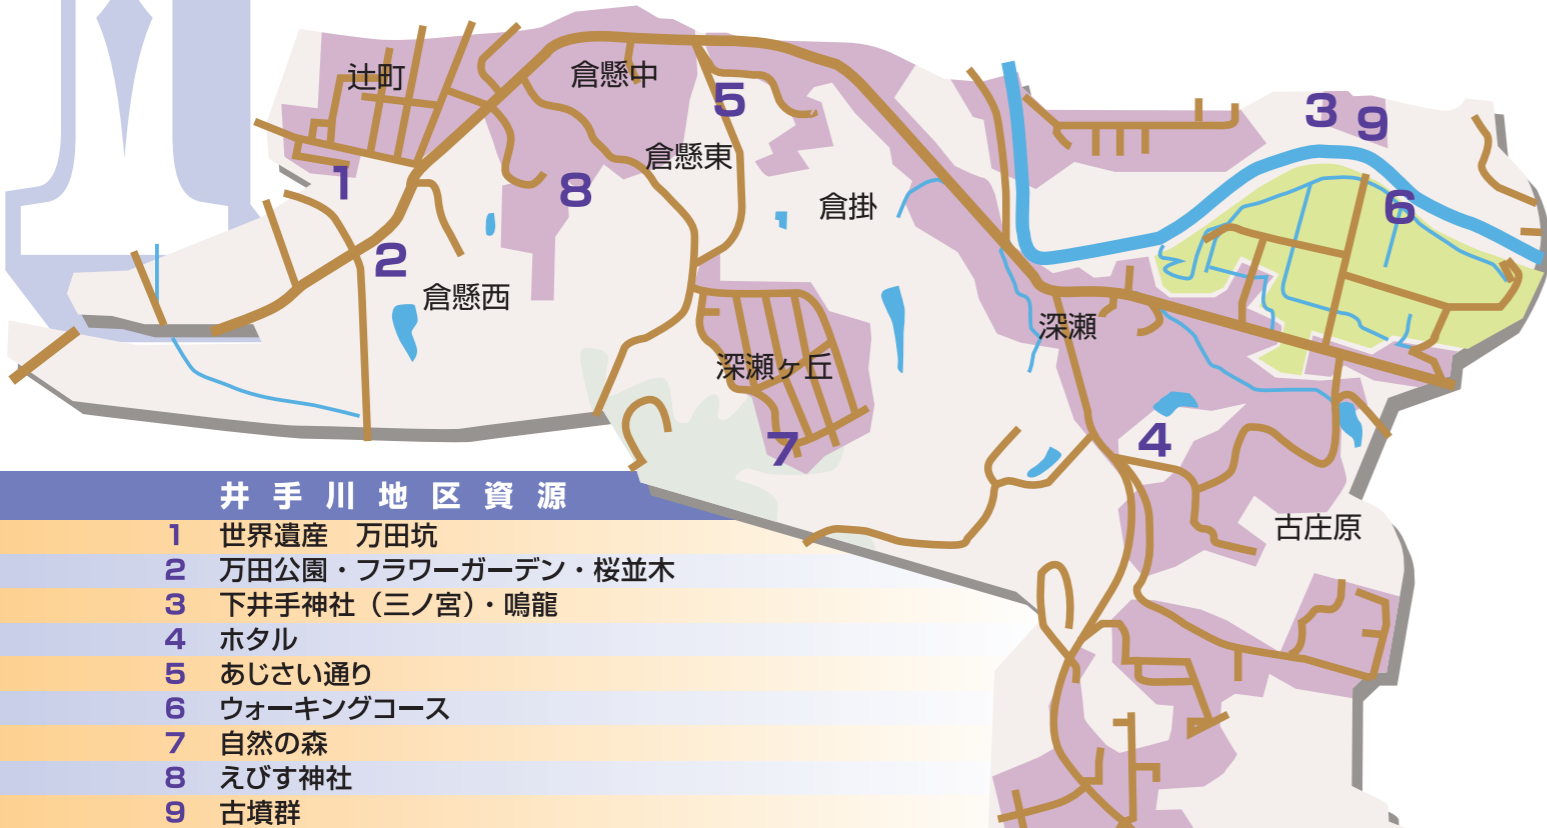 辻町
倉懸中
5
3
9
倉懸東
1
8
倉掛
6
2
倉懸西
深瀬
深瀬ヶ丘
7
4
古庄原
井手川地区資源
1 世界遺産 万田坑
2 万田公園・フラワーガーデン・桜並木
3 下井手神社（三ノ宮）・鳴龍
4 ホタル
5 あじさい通り
6 ウォーキングコース
7 自然の森
8 えびす神社
9 古墳群